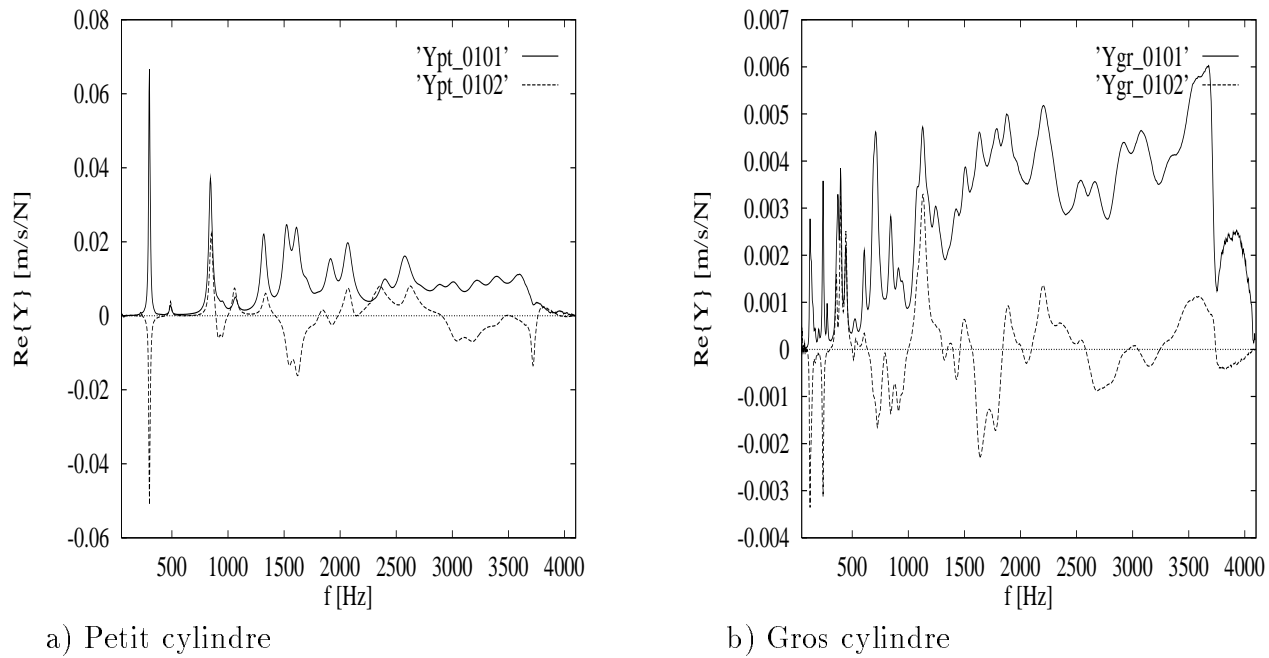 0.08
0.06
0.04
0.02
0
-0.02
-0.04
-0.06
Re{Y} [m/s/N]
'Ypt_0101'
'Ypt_0102'
500 1000 1500 2000 2500 3000 3500 4000
f [Hz]
a) Petit cylindre
0.007
0.006
0.005
0.004
0.003
0.002
0.001
0
-0.001
-0.002
-0.003
-0.004
Re{Y} [m/s/N]
'Ygr_0101'
'Ygr_0102'
500 1000 1500 2000 2500 3000 3500 4000
f [Hz]
b) Gros cylindre